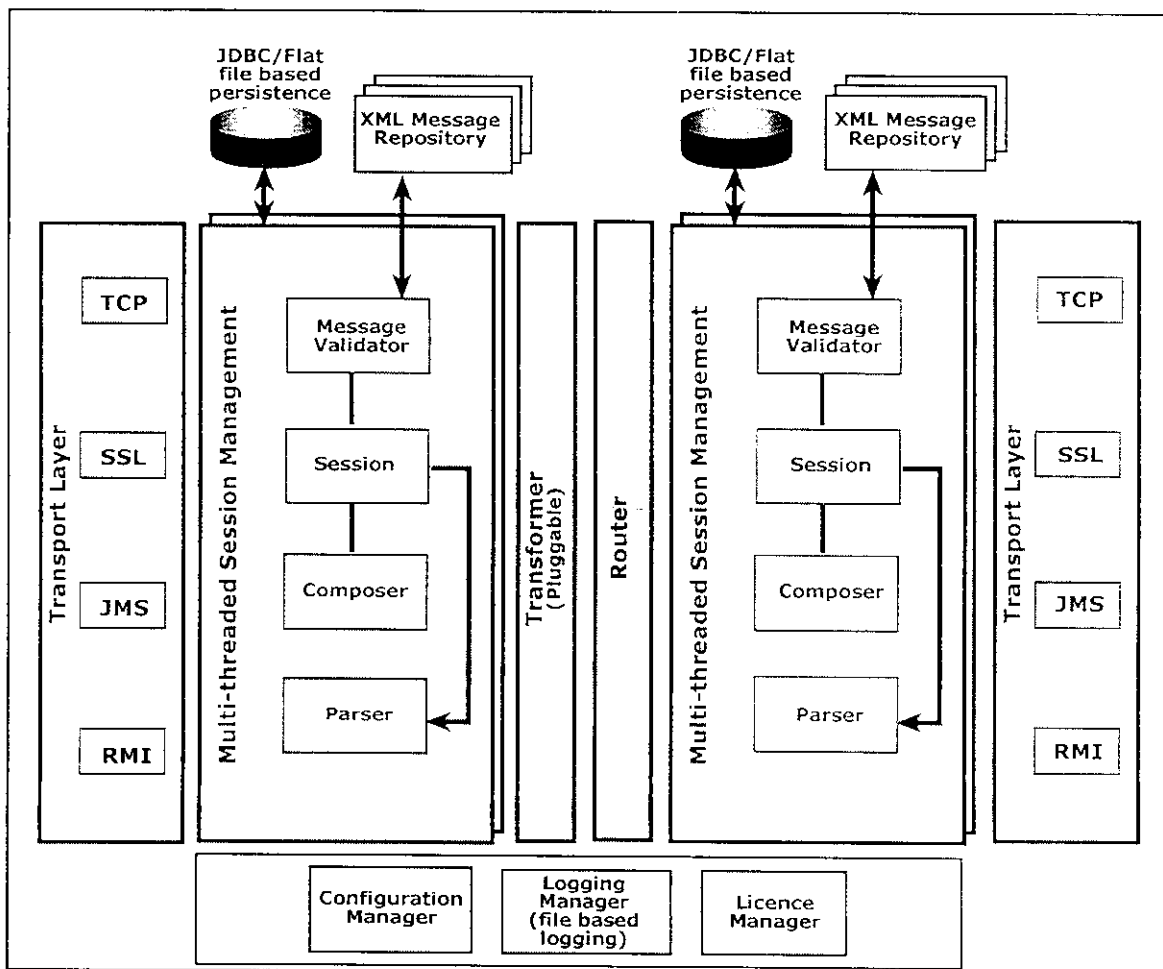 JDBC/Flat
file based
persistence
XML Message
Repository
JDBC/Flat
file based
persistence
XML Message
Repository
Transport Layer
TCP
SSL
JMS
RMI
Multi-threaded Session Management
Message
Validator
Session
Composer
Parser
Transformer
(Pluggable)
Router
Multi-threaded Session Management
Message
Validator
Session
Composer
Parser
Transport Layer
TCP
SSL
JMS
RMI
Configuration
Manager
Logging
Manager
(file based
logging)
Licence
Manager